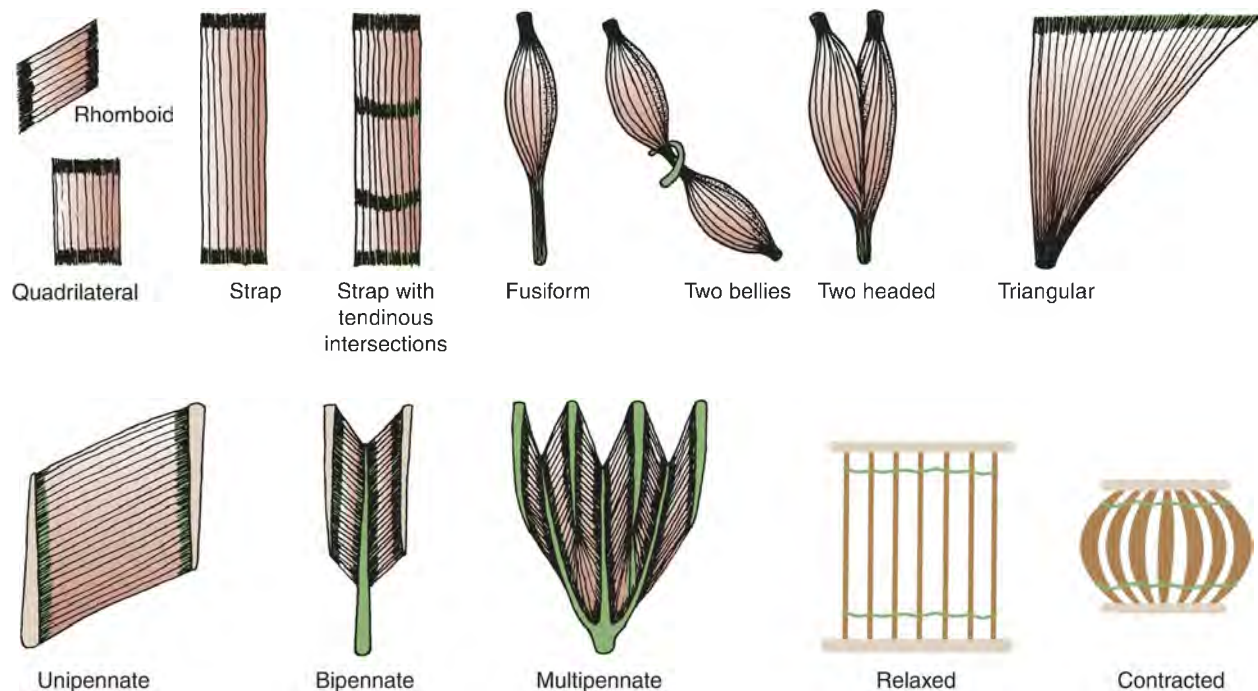 Rhomboid
Quadrilateral
Strap
Strap with
tendinous
intersections
Fusiform
Two bellies
Two headed
Triangular
Unipennate
Bipennate
Multipennate
Relaxed
Contracted